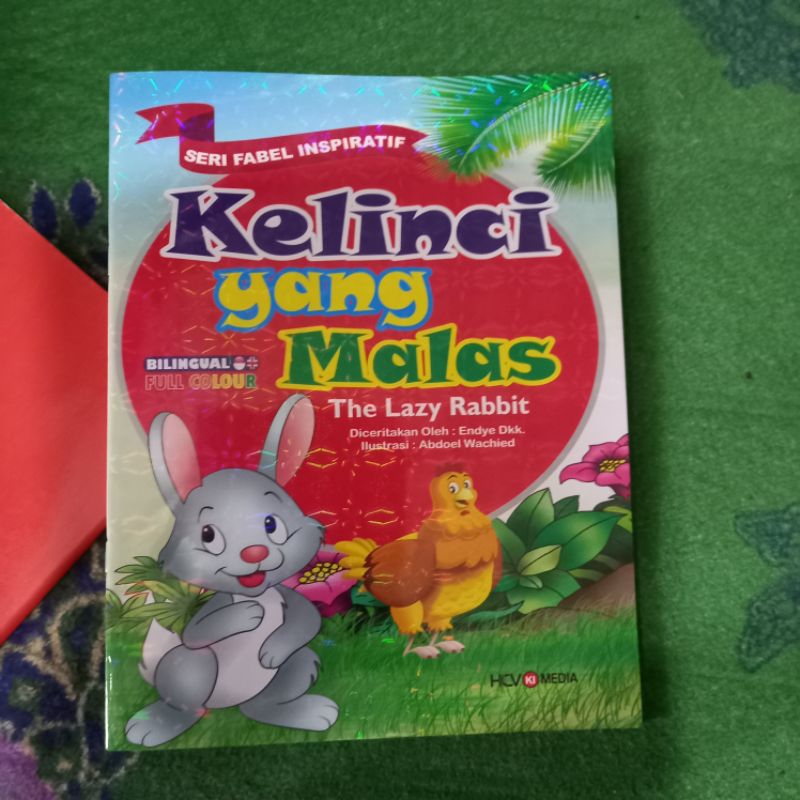 SERI FABEL INSPIRATIF
Kelinci
yang
Malas
BILINGUAL
FULL COLOUR
The Lazy Rabbit
Diceritakan Oleh : Endye Dkk.
Ilustrasi : Abdoel Wachied
HCV KI MEDIA